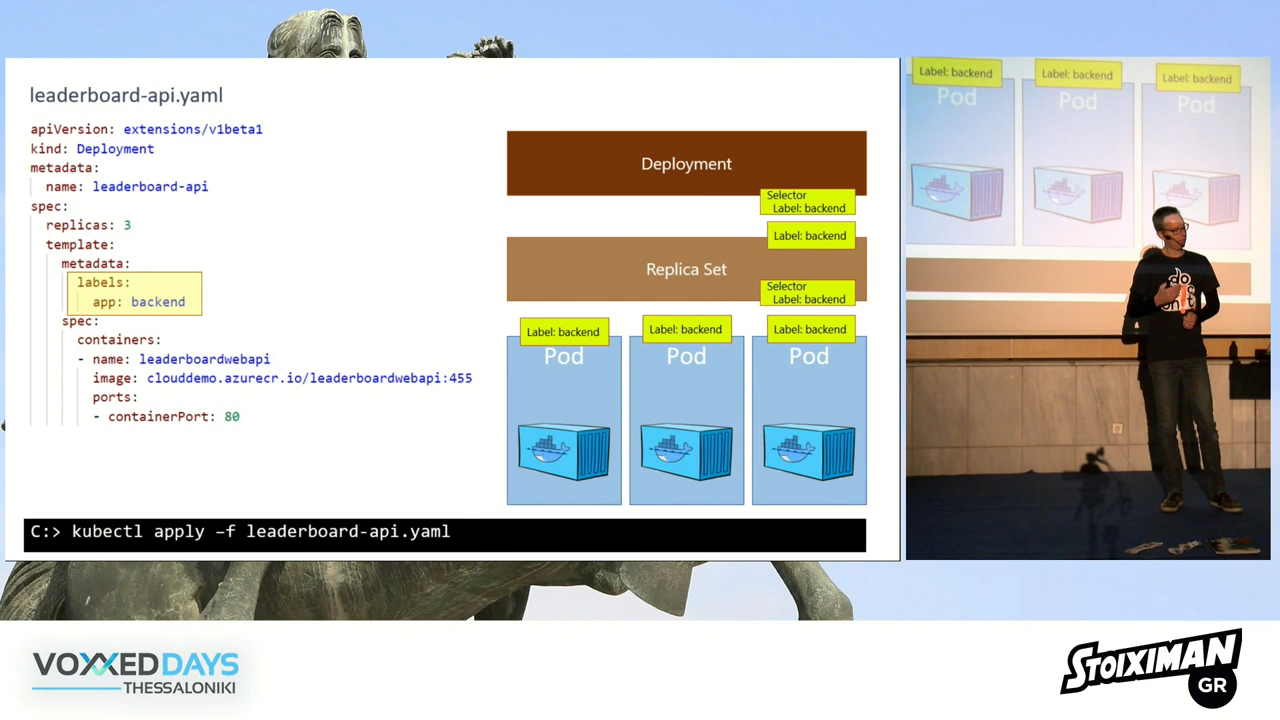 leaderboard-api.yaml
apiVersion: extensions/v1beta1
kind: Deployment
metadata:
name: leaderboard-api
spec:
replicas: 3
template:
metadata:
labels:
app: backend
spec:
containers:
- name: leaderboardwebapi
image: clouddemo.azurecr.io/leaderboardwebapi:455
ports:
- containerPort: 80
Deployment
Selector
Label: backend
Label: backend
Replica Set
Selector
Label: backend
Label: backend
Label: backend
Label: backend
Pod
Pod
Pod
C:> kubectl apply –f leaderboard-api.yaml
Label: backend
Label: backend
Label: backend
Pod
Pod
Pod
VOXXED DAYS
THESSALONIKI
STOIXIMAN
GR